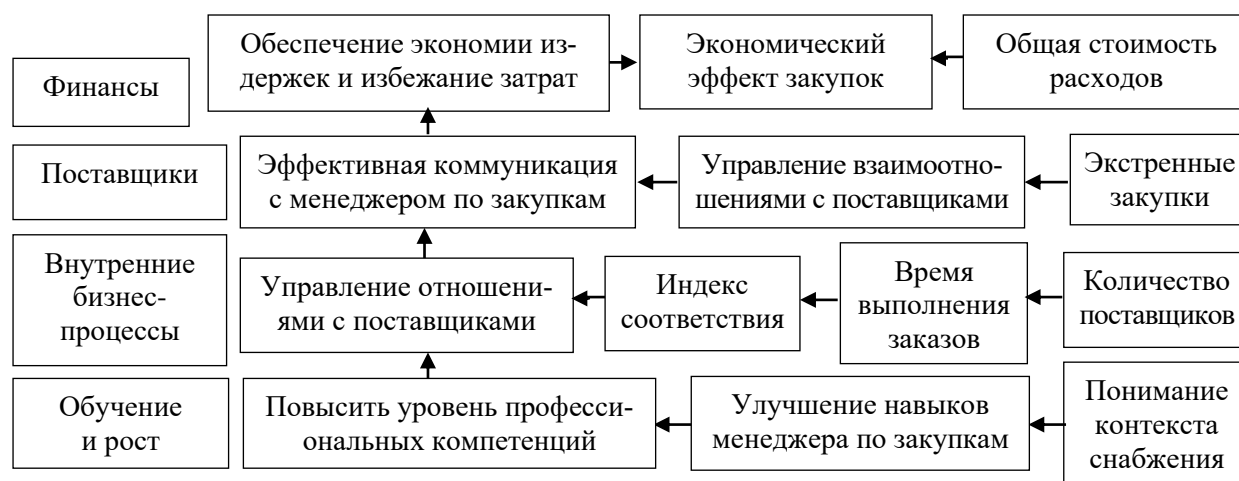 Финансы
Обеспечение экономии из-
держек и избежание затрат
Экономический
эффект закупок
Общая стоимость
расходов
Поставщики
Эффективная коммуникация
с менеджером по закупкам
Управление взаимоотно-
шениями с поставщиками
Экстренные
закупки
Внутренние
бизнес-
процессы
Управление отношени-
ями с поставщиками
Индекс
соответствия
Время
выполнения
заказов
Количество
поставщиков
Обучение
и рост
Повысить уровень професси-
ональных компетенций
Улучшение навыков
менеджера по закупкам
Понимание
контекста
снабжения